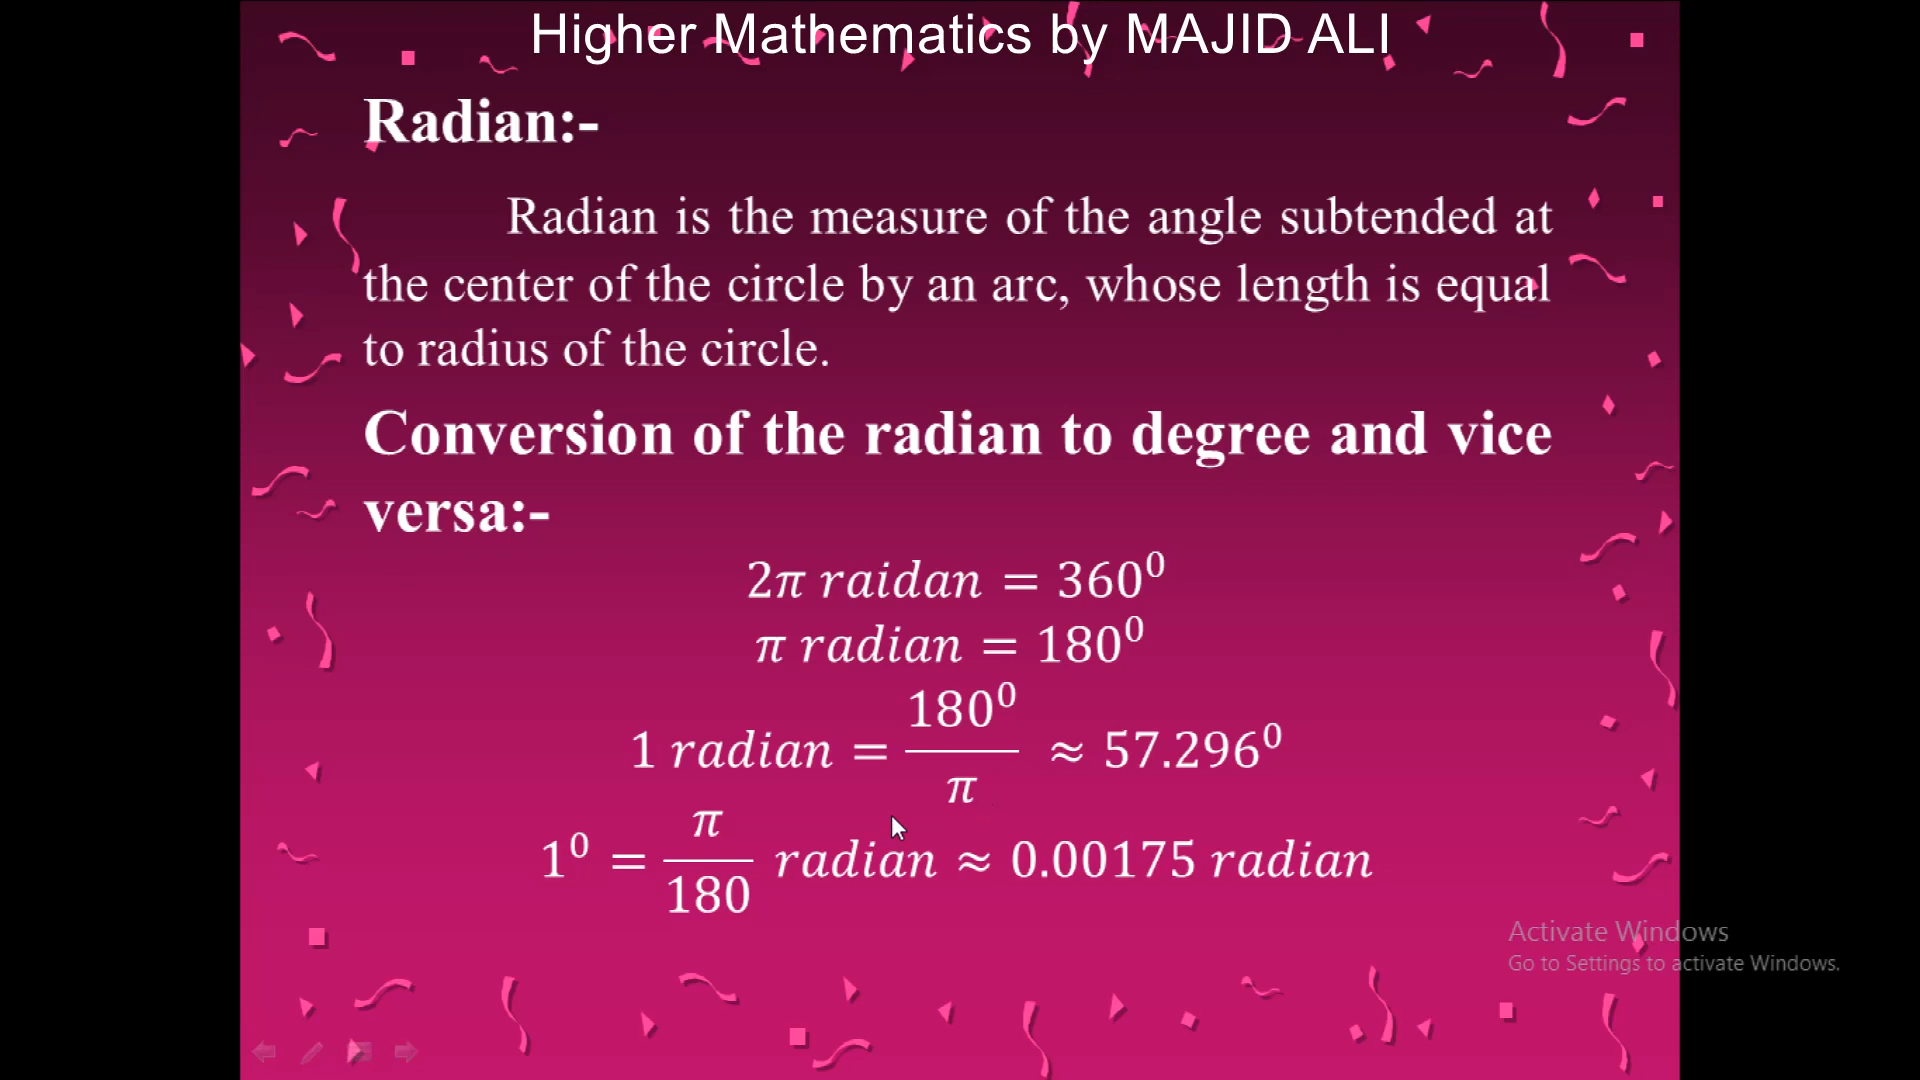 Higher Mathematics by MAJID ALI
Radian:-
Radian is the measure of the angle subtended at
the center of the circle by an arc, whose length is equal
to radius of the circle.
Conversion of the radian to degree and vice
versa:-
2π raidan = 360⁰
π radian = 180⁰
1 radian = 180⁰/π ≈ 57.296⁰
1⁰ = π/180 radian ≈ 0.00175 radian
Activate Windows
Go to Settings to activate Windows.